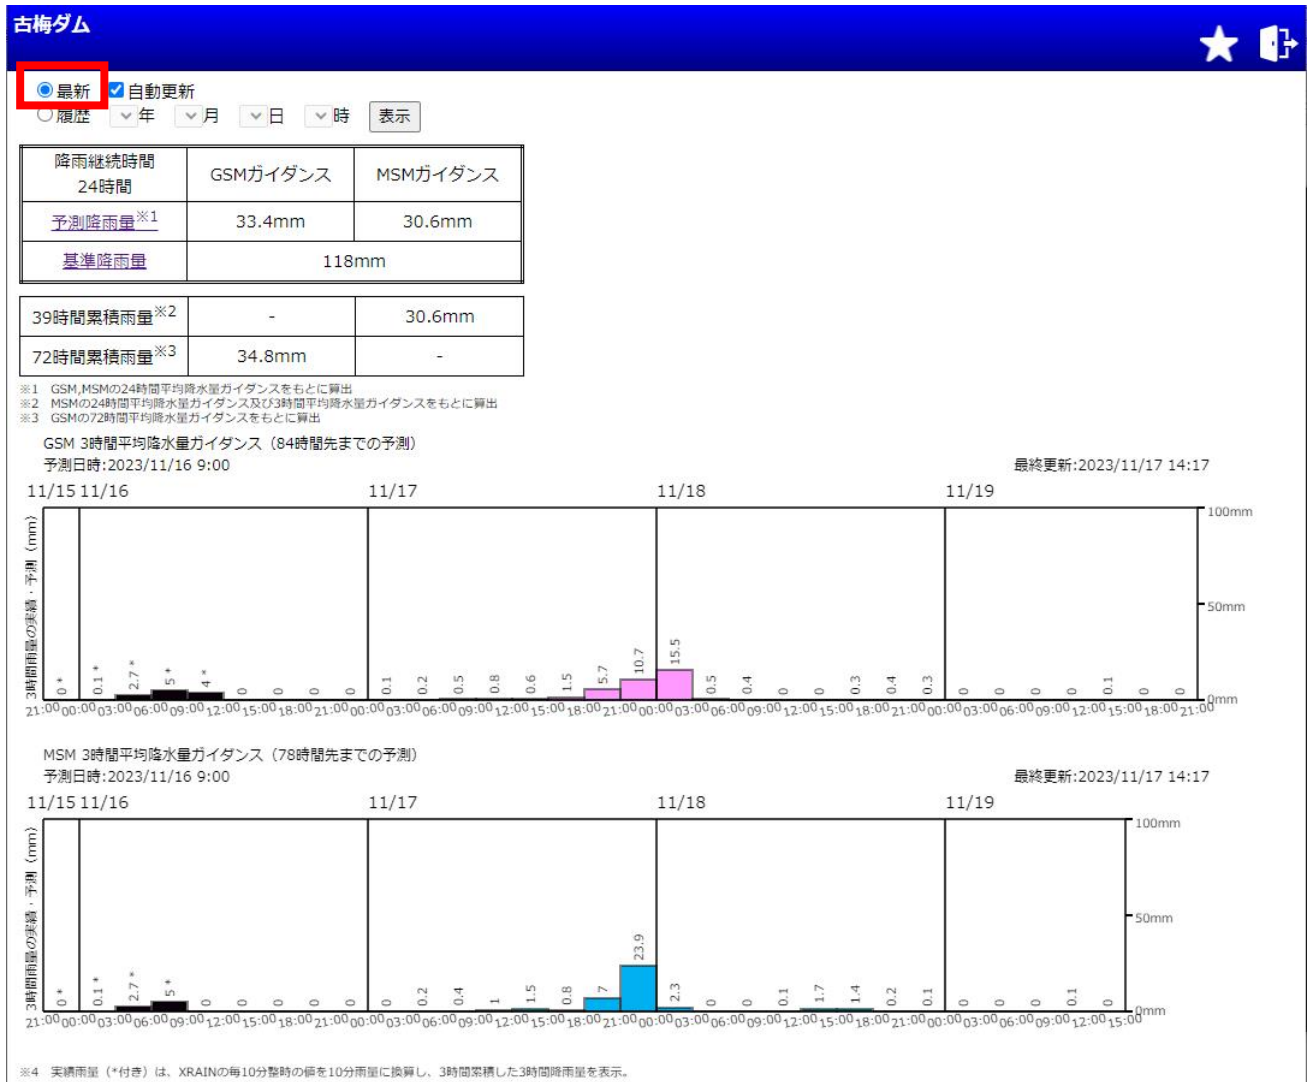 古梅ダム
最新 自動更新
履歴 年 月 日 時 表示
降雨継続時間
24時間 GSMガイダンス MSMガイダンス
予測降雨量※1 33.4mm 30.6mm
基準降雨量 118mm
39時間累積雨量※2 - 30.6mm
72時間累積雨量※3 34.8mm -
※1 GSM,MSMの24時間平均降水量ガイダンスをもとに算出
※2 MSMの24時間平均降水量ガイダンス及び3時間平均降水量ガイダンスをもとに算出
※3 GSMの72時間平均降水量ガイダンスをもとに算出
GSM 3時間平均降水量ガイダンス（84時間先までの予測）
予測日時:2023/11/16 9:00 最終更新:2023/11/17 14:17
11/15 11/16 11/17 11/18 11/19
3時間雨量の実績・予測（mm）
100mm
50mm
0mm
0* 0.1* 2.7* 5* 4* 0 0 0 0 0.1 0.2 0.5 0.8 0.6 1.5 5.7 10.7 15.5 0.5 0.4 0 0 0.3 0.4 0.3 0 0 0 0 0.1 0 0
21:00 00:00 03:00 06:00 09:00 12:00 15:00 18:00 21:00 00:00 03:00 06:00 09:00 12:00 15:00 18:00 21:00 00:00 03:00 06:00 09:00 12:00 15:00 18:00 21:00 00:00 03:00 06:00 09:00 12:00 15:00 18:00 21:00
MSM 3時間平均降水量ガイダンス（78時間先までの予測）
予測日時:2023/11/16 9:00 最終更新:2023/11/17 14:17
11/15 11/16 11/17 11/18 11/19
3時間雨量の実績・予測（mm）
100mm
50mm
0mm
0* 0.1* 2.7* 5* 0 0 0 0 0 0 0.2 0.4 1 1.5 0.8 7 23.9 2.3 0 0 0.1 1.7 1.4 0.2 0.1 0 0 0 0.1 0
21:00 00:00 03:00 06:00 09:00 12:00 15:00 18:00 21:00 00:00 03:00 06:00 09:00 12:00 15:00 18:00 21:00 00:00 03:00 06:00 09:00 12:00 15:00 18:00 21:00 00:00 03:00 06:00 09:00 12:00 15:00
※4 実績雨量（*付き）は、XRAINの毎10分整時の値を10分雨量に換算し、3時間累積した3時間降雨量を表示。